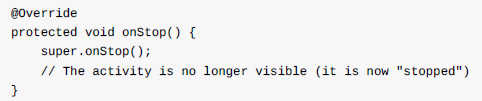 @Override
protected void onStop() {
    super.onStop();
    // The activity is no longer visible (it is now "stopped")
}